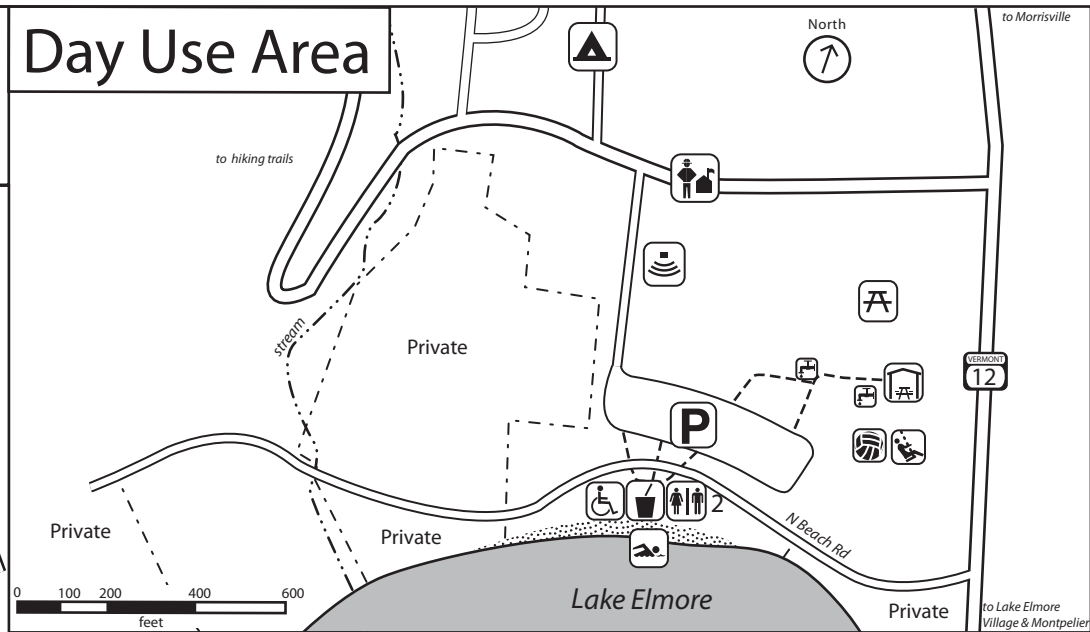 Day Use Area
North
to Morrisville
to hiking trails
stream
Private
VERMONT
12
P
2
N Beach Rd
Private
Private
Lake Elmore
Private
to Lake Elmore
Village & Montpelier
0 100 200 400 600
feet